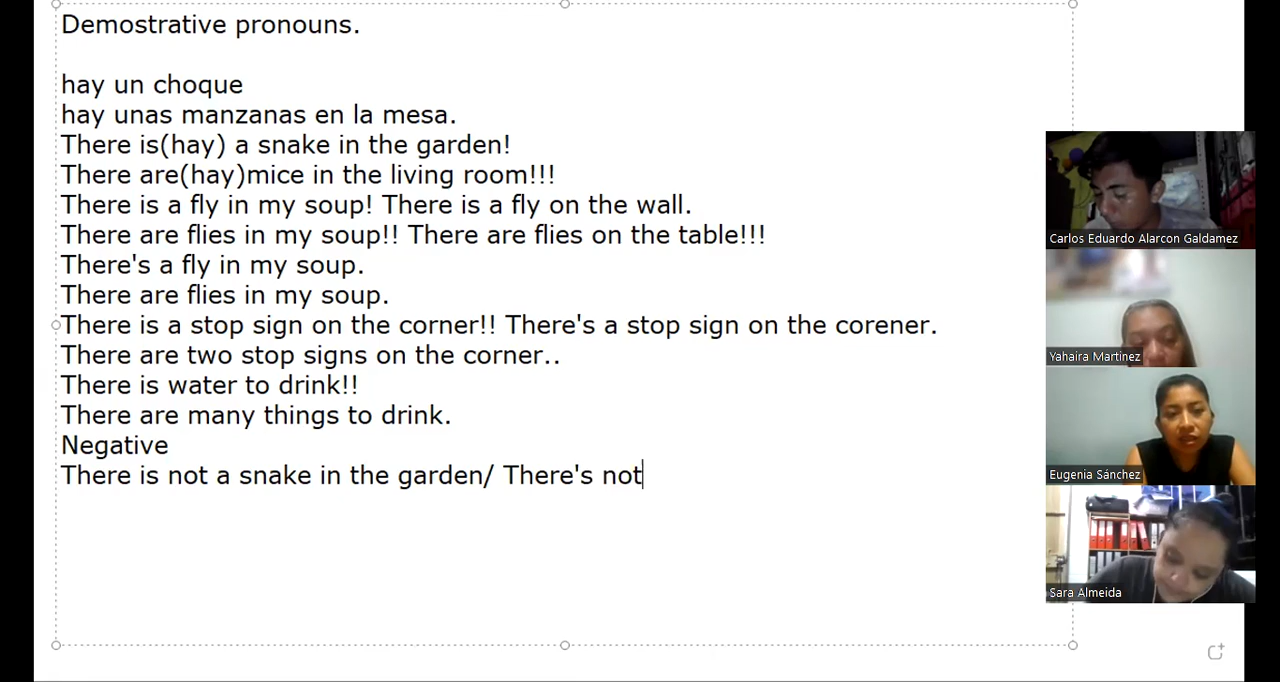 Demostrative pronouns.
hay un choque
hay unas manzanas en la mesa.
There is(hay) a snake in the garden!
There are(hay)mice in the living room!!!
There is a fly in my soup! There is a fly on the wall.
There are flies in my soup!! There are flies on the table!!!
There's a fly in my soup.
There are flies in my soup.
There is a stop sign on the corner!! There's a stop sign on the corener.
There are two stop signs on the corner..
There is water to drink!!
There are many things to drink.
Negative
There is not a snake in the garden/ There's not
Carlos Eduardo Alarcon Galdamez
Yahaira Martinez
Eugenia Sánchez
Sara Almeida